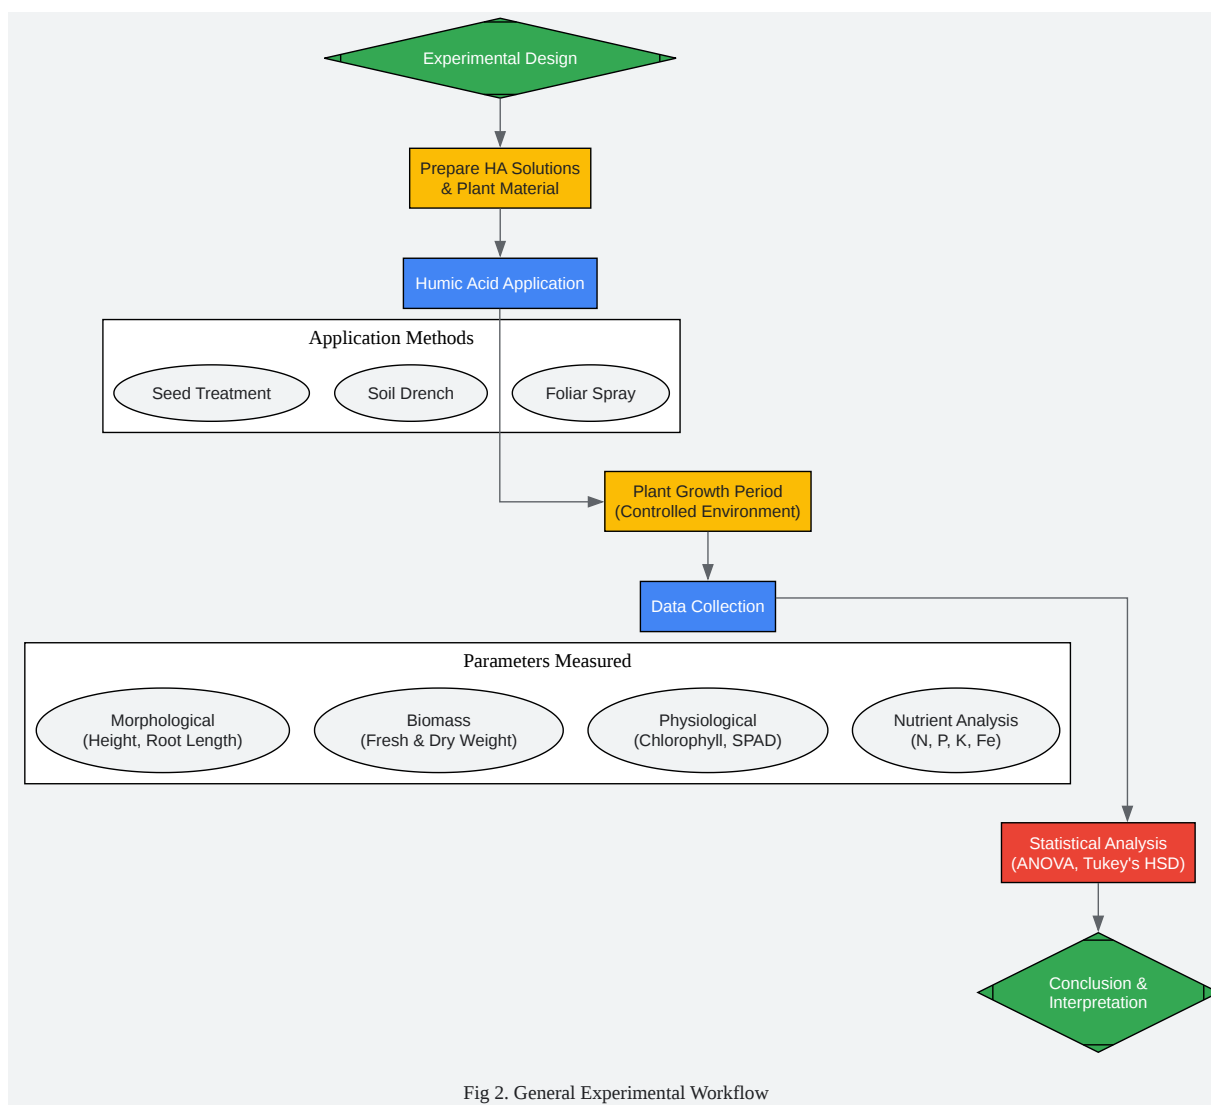 Experimental Design
Prepare HA Solutions
& Plant Material
Humic Acid Application
Application Methods
Seed Treatment
Soil Drench
Foliar Spray
Plant Growth Period
(Controlled Environment)
Data Collection
Parameters Measured
Morphological
(Height, Root Length)
Biomass
(Fresh & Dry Weight)
Physiological
(Chlorophyll, SPAD)
Nutrient Analysis
(N, P, K, Fe)
Statistical Analysis
(ANOVA, Tukey's HSD)
Conclusion &
Interpretation
Fig 2. General Experimental Workflow